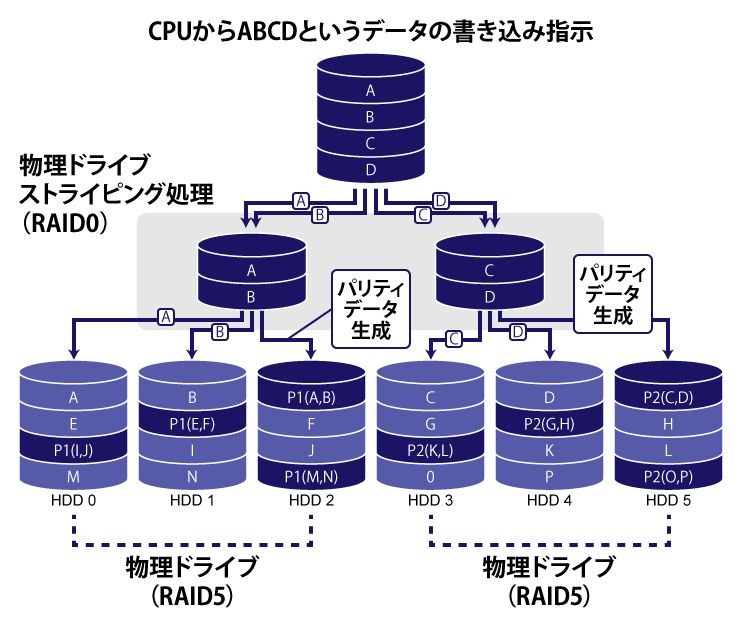 CPUからABCDというデータの書き込み指示
A
B
C
D
物理ドライブ
ストライピング処理
（RAID0）
A
B
D
C
A
B
C
D
パリティ
データ
生成
パリティ
データ
生成
A
B
C
D
A
E
P1(I,J)
M
HDD 0
B
P1(E,F)
I
N
HDD 1
P1(A,B)
F
J
P1(M,N)
HDD 2
C
G
P2(K,L)
0
HDD 3
D
P2(G,H)
K
P
HDD 4
P2(C,D)
H
L
P2(O,P)
HDD 5
物理ドライブ
（RAID5）
物理ドライブ
（RAID5）